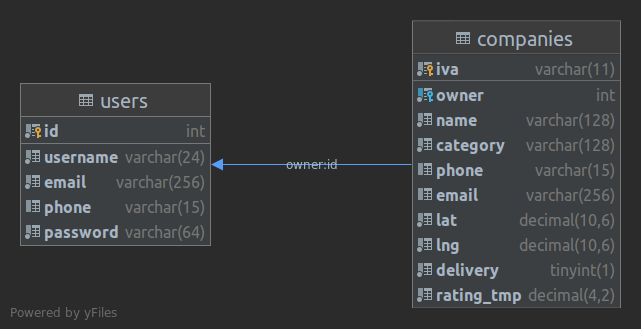 users
id int
username varchar(24)
email varchar(256)
phone varchar(15)
password varchar(64)
owner:id
companies
iva varchar(11)
owner int
name varchar(128)
category varchar(128)
phone varchar(15)
email varchar(256)
lat decimal(10,6)
lng decimal(10,6)
delivery tinyint(1)
rating_tmp decimal(4,2)
Powered by yFiles